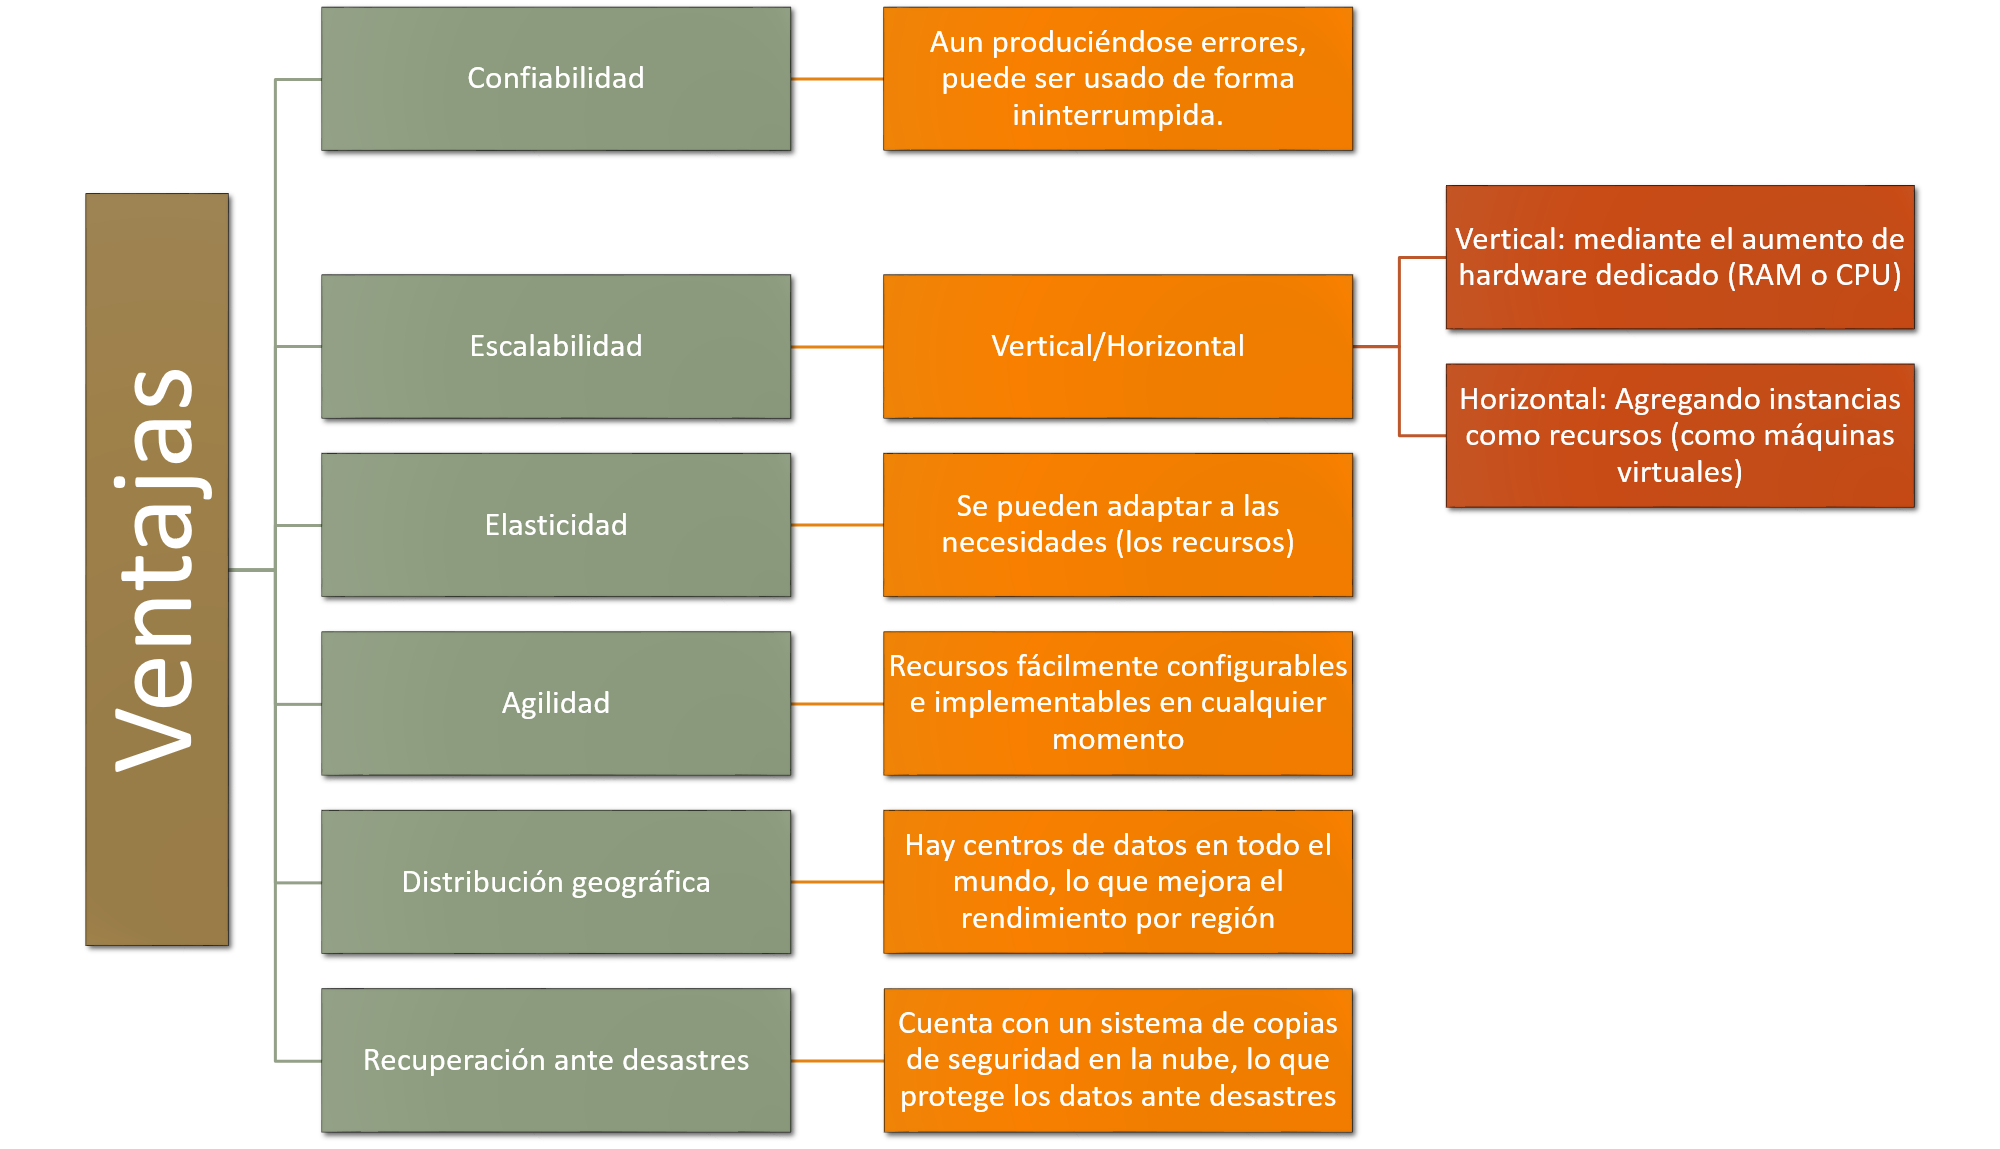 Ventajas
Confiabilidad
Aun produciéndose errores,
puede ser usado de forma
ininterrumpida.
Escalabilidad
Vertical/Horizontal
Vertical: mediante el aumento de
hardware dedicado (RAM o CPU)
Horizontal: Agregando instancias
como recursos (como máquinas
virtuales)
Elasticidad
Se pueden adaptar a las
necesidades (los recursos)
Agilidad
Recursos fácilmente configurables
e implementables en cualquier
momento
Distribución geográfica
Hay centros de datos en todo el
mundo, lo que mejora el
rendimiento por región
Recuperación ante desastres
Cuenta con un sistema de copias
de seguridad en la nube, lo que
protege los datos ante desastres